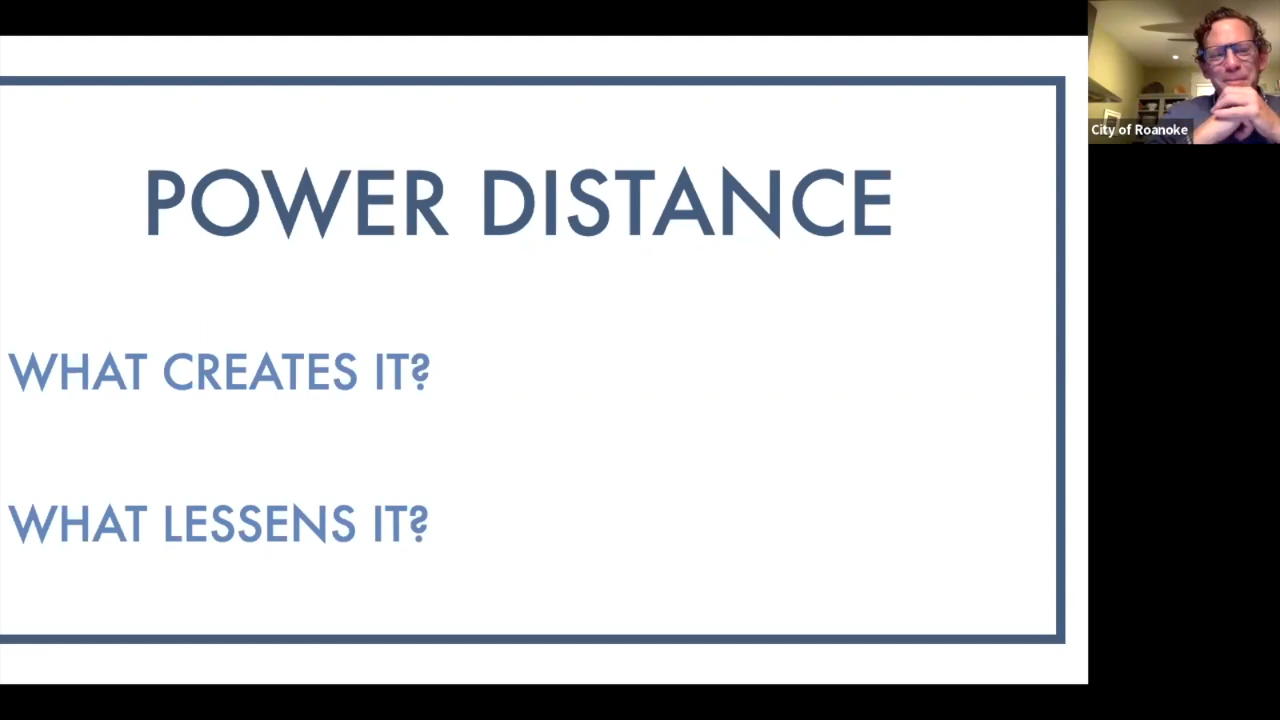 POWER DISTANCE
WHAT CREATES IT?
WHAT LESSENS IT?
City of Roanoke